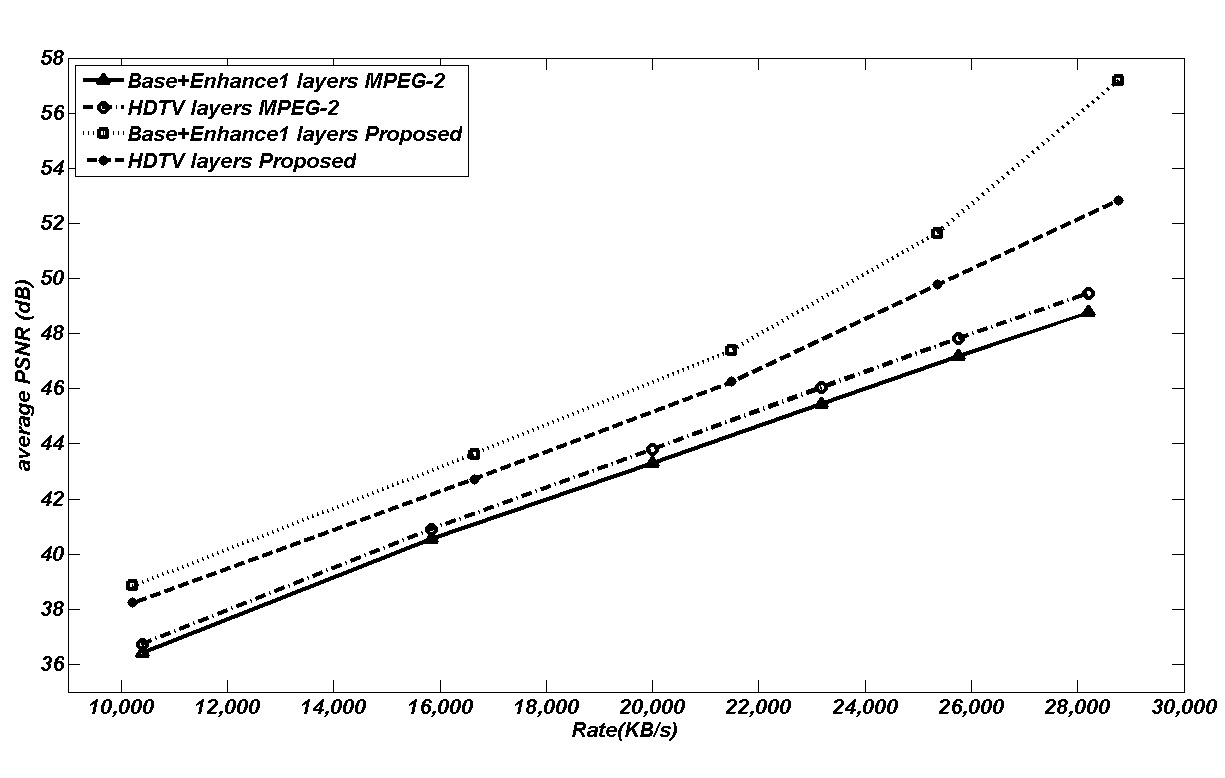 58
56
54
52
50
48
46
44
42
40
38
36
average PSNR (dB)
Base+Enhance1 layers MPEG-2
HDTV layers MPEG-2
Base+Enhance1 layers Proposed
HDTV layers Proposed
10,000 12,000 14,000 16,000 18,000 20,000 22,000 24,000 26,000 28,000 30,000
Rate(KB/s)